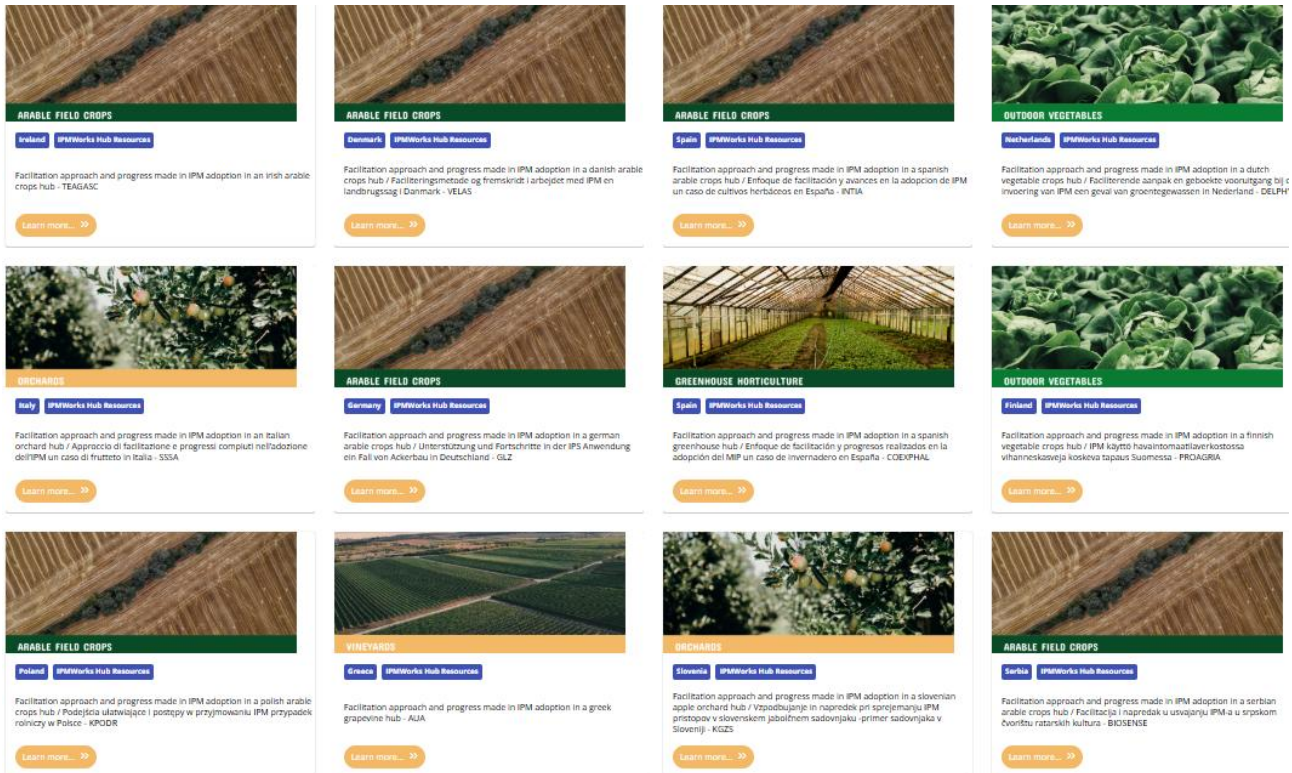 ARABLE FIELD CROPS
Ireland IPMWorks Hub Resources
Facilitation approach and progress made in IPM adoption in an irish arable
crops hub - TEAGASC
Learn more... »
ARABLE FIELD CROPS
Denmark IPMWorks Hub Resources
Facilitation approach and progress made in IPM adoption in a danish arable
crops hub / Faciliteringsmetode og fremskridt i arbejdet med IPM en
landbrugssag i Danmark - VELAS
Learn more... »
ARABLE FIELD CROPS
Spain IPMWorks Hub Resources
Facilitation approach and progress made in IPM adoption in a spanish
arable crops hub / Enfoque de facilitación y avances en la adopcion de IPM
un caso de cultivos herbáceos en España - INTIA
Learn more... »
OUTDOOR VEGETABLES
Netherlands IPMWorks Hub Resources
Facilitation approach and progress made in IPM adoption in a dutch
vegetable crops hub / Faciliterende aanpak en geboekte vooruitgang bij
invoering van IPM een geval van groentegewassen in Nederland -
Learn more... »
ORCHARDS
Italy IPMWorks Hub Resources
Facilitation approach and progress made in IPM adoption in an italian
orchard hub / Approccio di facilitazione e progressi compiuti nell'adozione
dell'IPM un caso di frutteto in Italia - SSSA
Learn more... »
ARABLE FIELD CROPS
Germany IPMWorks Hub Resources
Facilitation approach and progress made in IPM adoption in a german
arable crops hub / Unterstützung und Fortschritte in der IPS Anwendung
ein Fall von Ackerbau in Deutschland - GLZ
Learn more... »
GREENHOUSE HORTICULTURE
Spain IPMWorks Hub Resources
Facilitation approach and progress made in IPM adoption in a spanish
greenhouse hub / Enfoque de facilitación y progresos realizados en la
adopción del MIP un caso de invernadero en España - COEXPHAL
Learn more... »
OUTDOOR VEGETABLES
Finland IPMWorks Hub Resources
Facilitation approach and progress made in IPM adoption in a finnish
vegetable crops hub / IPM käyttö havaintomaatilaverkostossa
vihanneskasveja koskeva tapaus Suomessa - PROAGRIA
Learn more... »
ARABLE FIELD CROPS
Poland IPMWorks Hub Resources
Facilitation approach and progress made in IPM adoption in a polish arable
crops hub / Podejścia ułatwiające i postępy w przyjmowaniu IPM przypadek
rolniczy w Polsce - KPODR
Learn more... »
VINEYARDS
Greece IPMWorks Hub Resources
Facilitation approach and progress made in IPM adoption in a greek
grapevine hub - AUA
Learn more... »
ORCHARDS
Slovenia IPMWorks Hub Resources
Facilitation approach and progress made in IPM adoption in a slovenian
apple orchard hub / Vzpodbujanje in napredek pri sprejemanju IPM
pristopov v slovenskem jabolčnem sadovnjaku -primer sadovnjaka v
Sloveniji - KGZS
Learn more... »
ARABLE FIELD CROPS
Serbia IPMWorks Hub Resources
Facilitation approach and progress made in IPM adoption in a serbian
arable crops hub / Facilitacija i napredak u usvajanju IPM-a u srpskom
čvorištu ratarskih kultura - BIOSENSE
Learn more... »